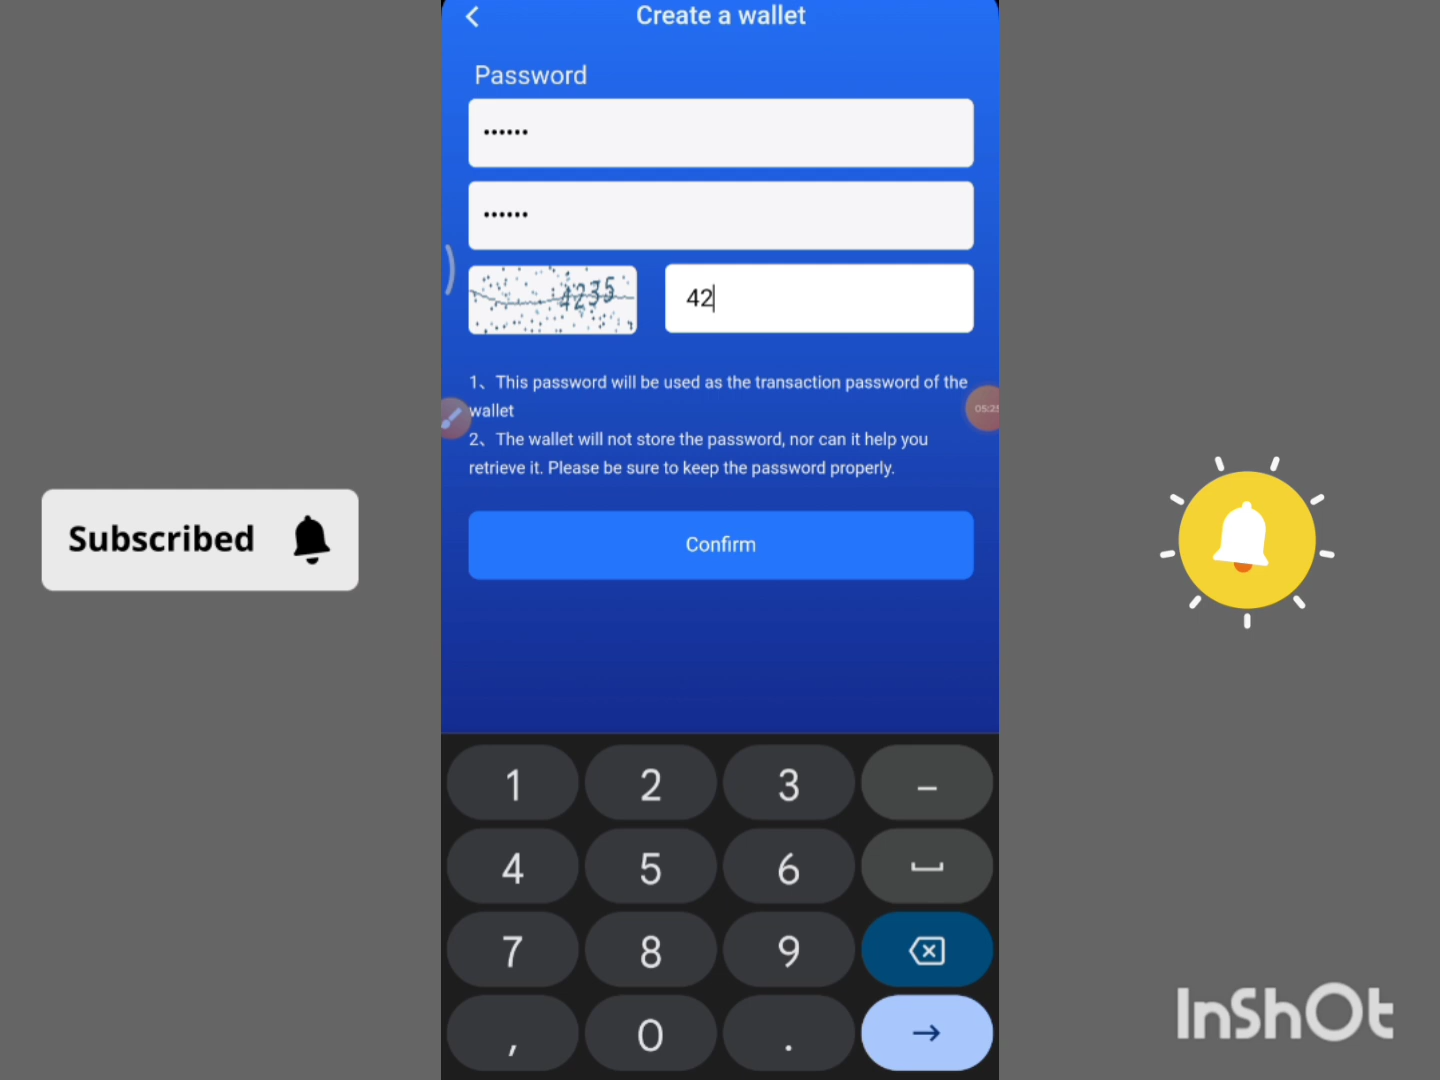 Create a wallet
Password
••••••
••••••
4235
42
1、This password will be used as the transaction password of the
wallet
2、The wallet will not store the password, nor can it help you
retrieve it. Please be sure to keep the password properly.
Confirm
Subscribed
1 2 3 –
4 5 6
7 8 9
, 0 . →
InShOt